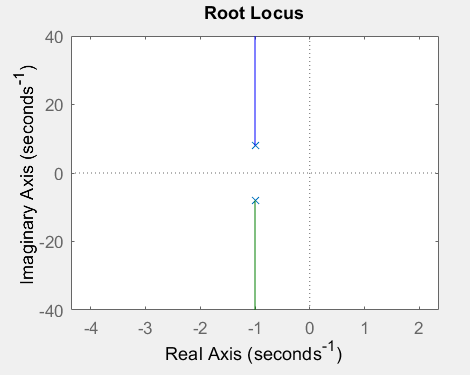 Root Locus
40
20
0
-20
-40
-4 -3 -2 -1 0 1 2
Imaginary Axis (seconds⁻¹)
Real Axis (seconds⁻¹)